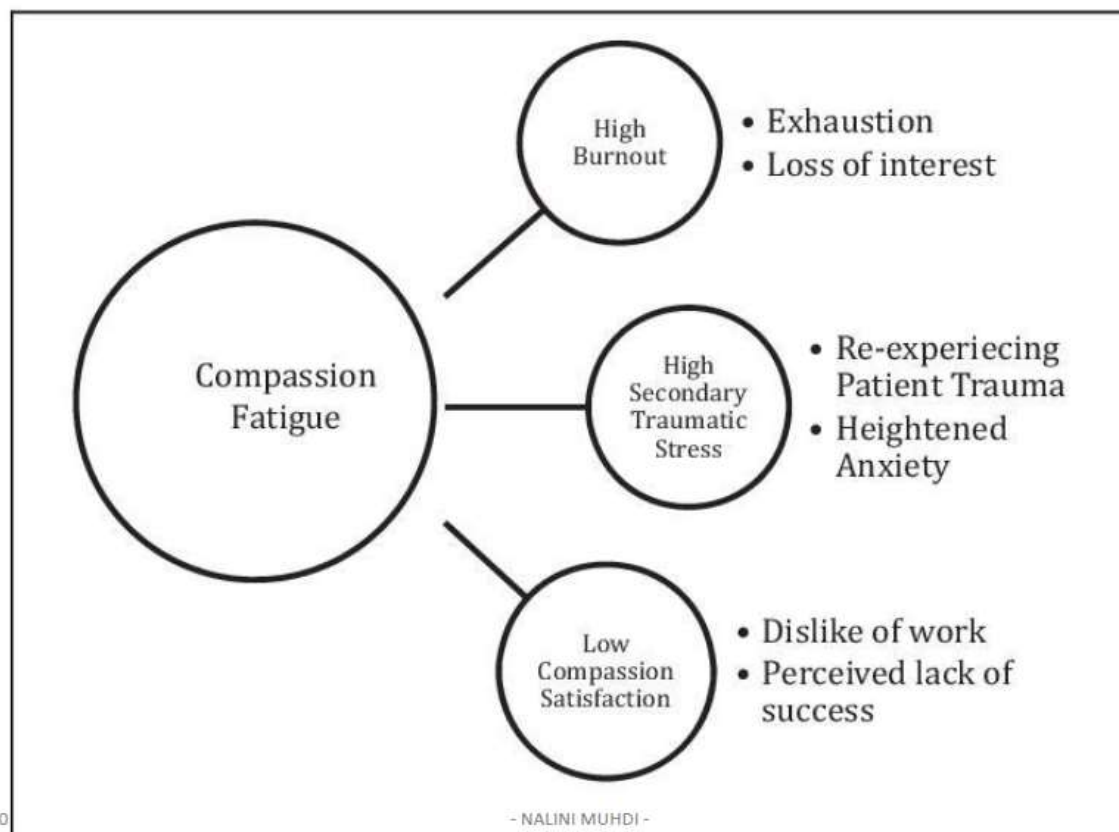 High
Burnout
• Exhaustion
• Loss of interest
Compassion
Fatigue
High
Secondary
Traumatic
Stress
• Re-experiecing
Patient Trauma
• Heightened
Anxiety
Low
Compassion
Satisfaction
• Dislike of work
• Perceived lack of
success
0
- NALINI MUHDI -